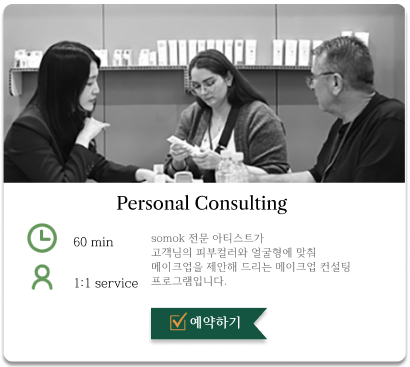 Personal Consulting
60 min
1:1 service
somok 전문 아티스트가
고객님의 피부컬러와 얼굴형에 맞춰
메이크업을 제안해 드리는 메이크업 컨설팅
프로그램입니다.
예약하기